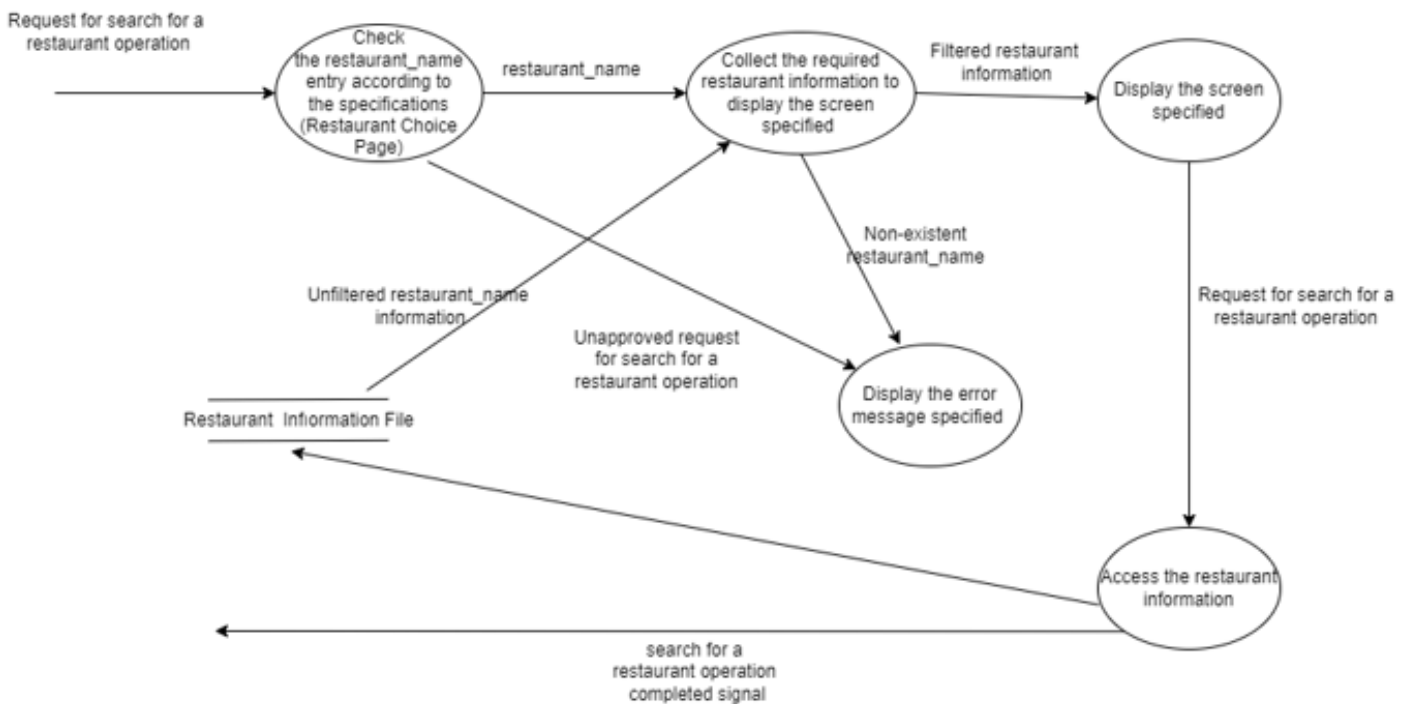 Request for search for a
restaurant operation
Check
the restaurant_name
entry according to
the specifications
(Restaurant Choice
Page)
restaurant_name
Collect the required
restaurant information to
display the screen
specified
Filtered restaurant
information
Display the screen
specified
Non-existent
restaurant_name
Unfiltered restaurant_name
information
Unapproved request
for search for a
restaurant operation
Request for search for a
restaurant operation
Display the error
message specified
Restaurant Infiormation File
Access the restaurant
information
search for a
restaurant operation
completed signal